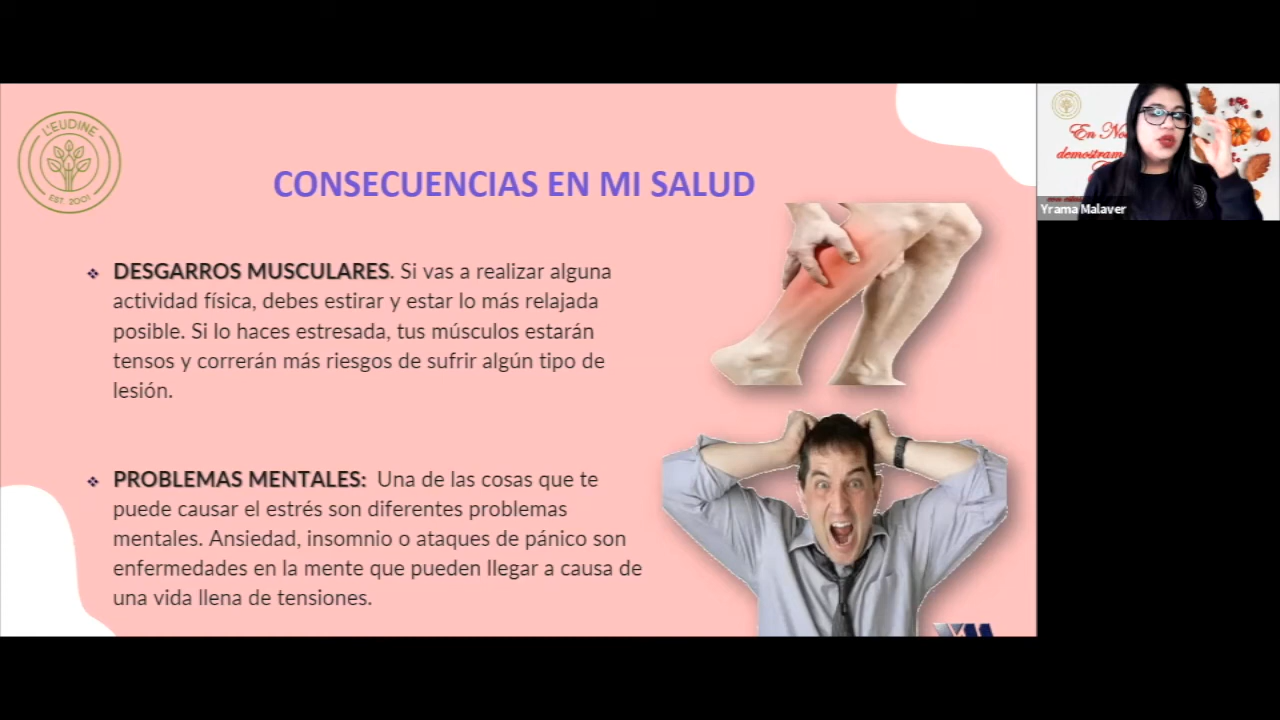 L'EUDINE
EST. 2001
CONSECUENCIAS EN MI SALUD
❖ DESGARROS MUSCULARES. Si vas a realizar alguna
actividad física, debes estirar y estar lo más relajada
posible. Si lo haces estresada, tus músculos estarán
tensos y correrán más riesgos de sufrir algún tipo de
lesión.
❖ PROBLEMAS MENTALES: Una de las cosas que te
puede causar el estrés son diferentes problemas
mentales. Ansiedad, insomnio o ataques de pánico son
enfermedades en la mente que pueden llegar a causa de
una vida llena de tensiones.
En
Yrama Malaver